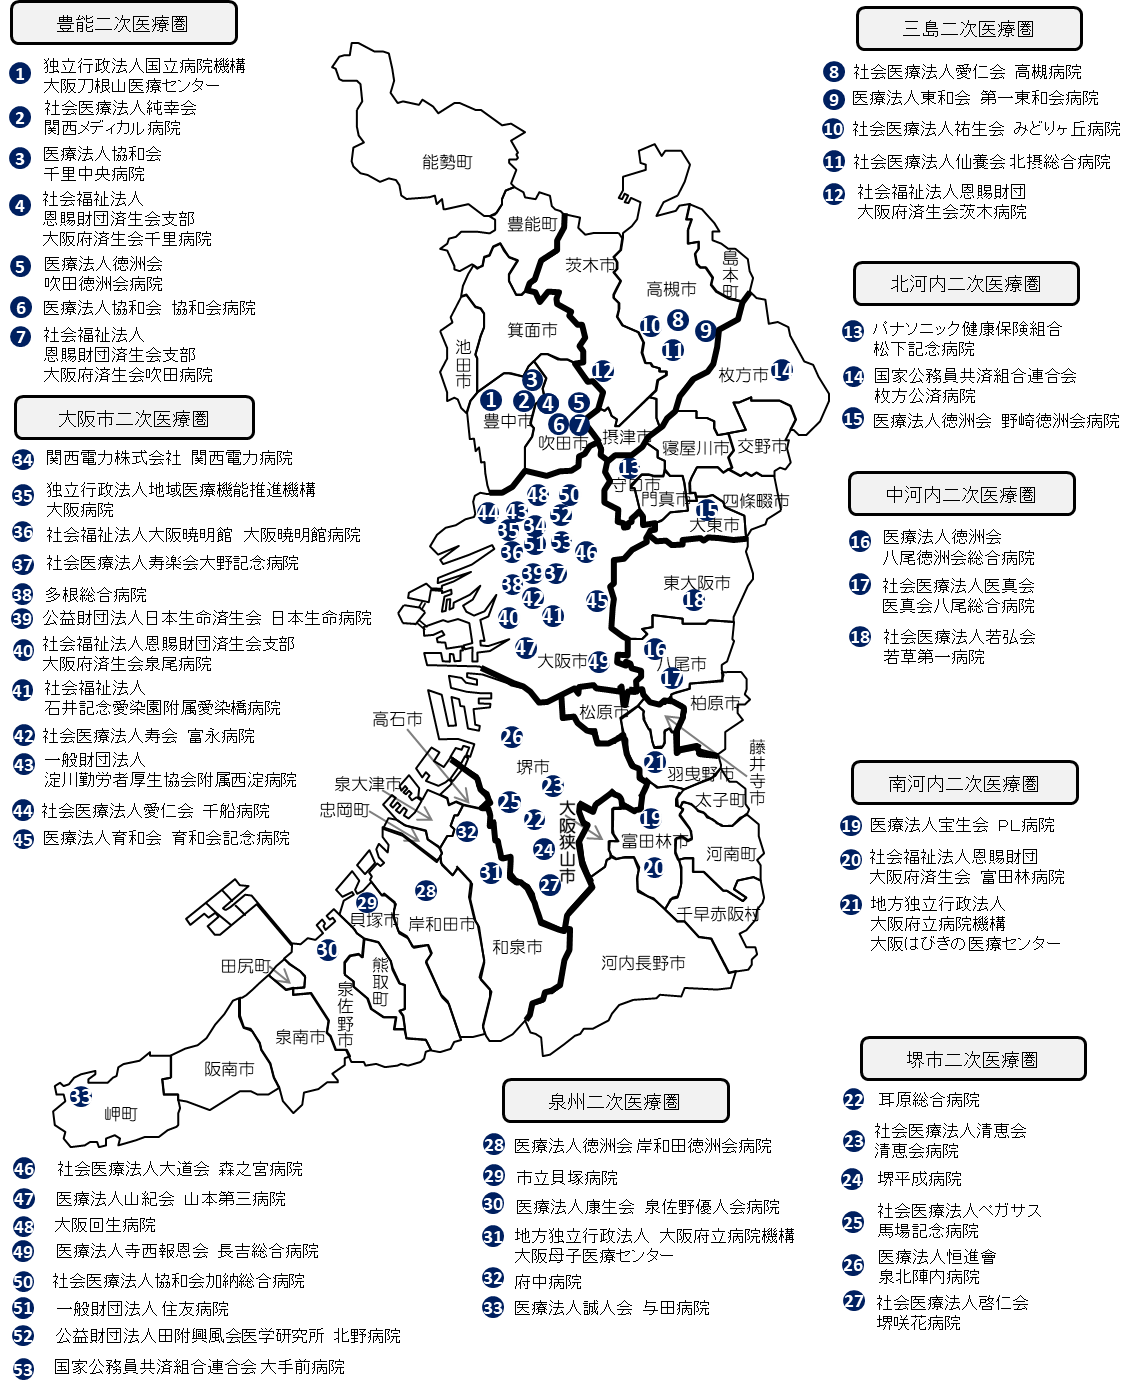 豊能二次医療圏
1 独立行政法人国立病院機構
大阪刀根山医療センター
2 社会医療法人純幸会
関西メディカル病院
3 医療法人協和会
千里中央病院
4 社会福祉法人
恩賜財団済生会支部
大阪府済生会千里病院
5 医療法人徳洲会
吹田徳洲会病院
6 医療法人協和会 協和会病院
7 社会福祉法人
恩賜財団済生会支部
大阪府済生会吹田病院
大阪市二次医療圏
34 関西電力株式会社 関西電力病院
35 独立行政法人地域医療機能推進機構
大阪病院
36 社会福祉法人大阪暁明館 大阪暁明館病院
37 社会医療法人寿楽会大野記念病院
38 多根総合病院
39 公益財団法人日本生命済生会 日本生命病院
40 社会福祉法人恩賜財団済生会支部
大阪府済生会泉尾病院
41 社会福祉法人
石井記念愛染園附属愛染橋病院
42 社会医療法人寿会 富永病院
43 一般財団法人
淀川勤労者厚生協会附属西淀病院
44 社会医療法人愛仁会 千船病院
45 医療法人育和会 育和会記念病院
46 社会医療法人大道会 森之宮病院
47 医療法人山紀会 山本第三病院
48 大阪回生病院
49 医療法人寺西報恩会 長吉総合病院
50 社会医療法人協和会加納総合病院
51 一般財団法人住友病院
52 公益財団法人田附興風会医学研究所 北野病院
53 国家公務員共済組合連合会大手前病院
能勢町
豊能町
茨木市
島本町
高槻市
10 8 9
11
箕面市
池田市
12
枚方市 14
3
1 2 4 5
豊中市
6 7
吹田市
摂津市
寝屋川市
交野市
13
守口市
門真市
四條畷市
15
大東市
48 50
44 43 52
35 34
51 53
36 46
39 37
38
42 45
40 41
47
大阪市 49
東大阪市
18
16
八尾市
17
柏原市
松原市
高石市
26
堺市
21
羽曳野市
藤井寺市
泉大津市
忠岡町
23
25
22
32
24
大阪狭山市
19
富田林市
太子町
河南町
31
27
20
28
29
貝塚市
岸和田市
千早赤阪村
30
和泉市
河内長野市
田尻町
熊取町
泉佐野市
泉南市
阪南市
33
岬町
三島二次医療圏
8 社会医療法人愛仁会 高槻病院
9 医療法人東和会 第一東和会病院
10 社会医療法人祐生会 みどりヶ丘病院
11 社会医療法人仙養会北摂総合病院
12 社会福祉法人恩賜財団
大阪府済生会茨木病院
北河内二次医療圏
13 パナソニック健康保険組合
松下記念病院
14 国家公務員共済組合連合会
枚方公済病院
15 医療法人徳洲会 野崎徳洲会病院
中河内二次医療圏
16 医療法人徳洲会
八尾徳洲会総合病院
17 社会医療法人医真会
医真会八尾総合病院
18 社会医療法人若弘会
若草第一病院
南河内二次医療圏
19 医療法人宝生会 PL病院
20 社会福祉法人恩賜財団
大阪府済生会 富田林病院
21 地方独立行政法人
大阪府立病院機構
大阪はびきの医療センター
堺市二次医療圏
22 耳原総合病院
23 社会医療法人清恵会
清恵会病院
24 堺平成病院
25 社会医療法人ペガサス
馬場記念病院
26 医療法人恒進會
泉北陣内病院
27 社会医療法人啓仁会
堺咲花病院
泉州二次医療圏
28 医療法人徳洲会岸和田徳洲会病院
29 市立貝塚病院
30 医療法人康生会 泉佐野優人会病院
31 地方独立行政法人 大阪府立病院機構
大阪母子医療センター
32 府中病院
33 医療法人誠人会 与田病院